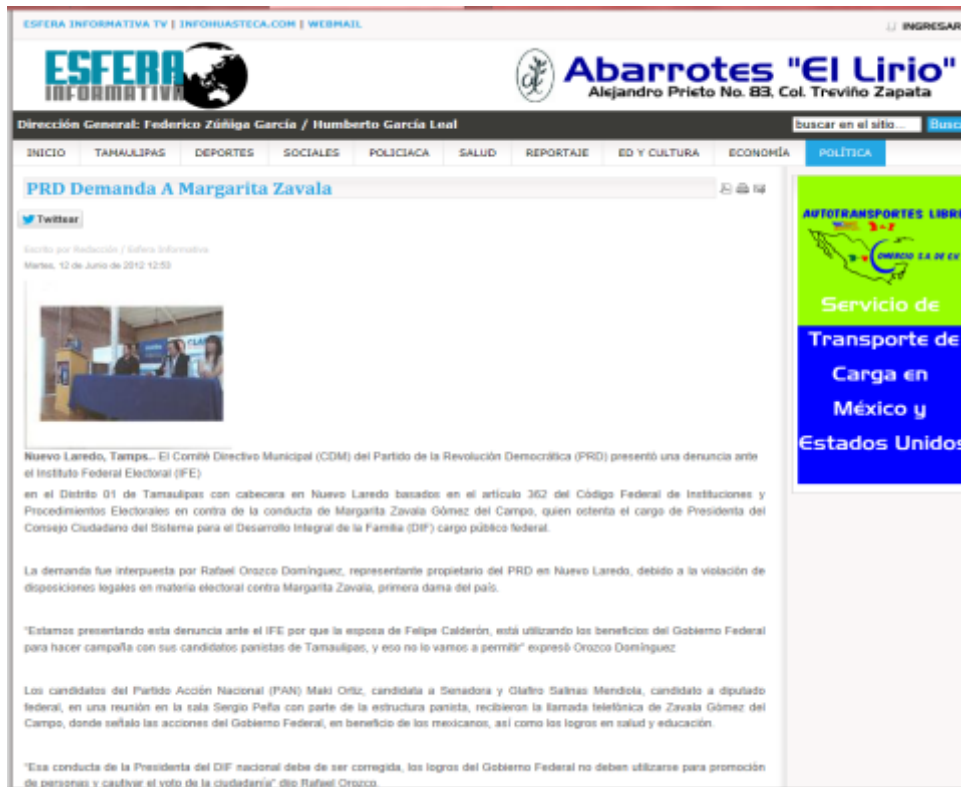 ESFERA INFORMATIVA TV | INFOHUASTECA.COM | WEBMAIL
INGRESAR
ESFERA
INFORMATIVA
Abarrotes "El Lirio"
Alejandro Prieto No. 83, Col. Treviño Zapata
Dirección General: Federico Zúñiga García / Humberto García Leal
buscar en el sitio...
INICIO TAMAULIPAS DEPORTES SOCIALES POLICIACA SALUD REPORTAJE ED Y CULTURA ECONOMÍA POLÍTICA
PRD Demanda A Margarita Zavala
Twittear
Escrito por Redacción / Esfera Informativa
Martes, 12 de Junio de 2012 12:53
Nuevo Laredo, Tamps.- El Comité Directivo Municipal (CDM) del Partido de la Revolución Democrática (PRD) presentó una denuncia ante
el Instituto Federal Electoral (IFE)
en el Distrito 01 de Tamaulipas con cabecera en Nuevo Laredo basados en el artículo 362 del Código Federal de Instituciones y
Procedimientos Electorales en contra de la conducta de Margarita Zavala Gómez del Campo, quien ostenta el cargo de Presidenta del
Consejo Ciudadano del Sistema para el Desarrollo Integral de la Familia (DIF) cargo público federal.
La demanda fue interpuesta por Rafael Orozco Domínguez, representante propietario del PRD en Nuevo Laredo, debido a la violación de
disposiciones legales en materia electoral contra Margarita Zavala, primera dama del país.
"Estamos presentando esta denuncia ante el IFE por que la esposa de Felipe Calderón, está utilizando los beneficios del Gobierno Federal
para hacer campaña con sus candidatos panistas de Tamaulipas, y eso no lo vamos a permitir" expresó Orozco Domínguez
Los candidatos del Partido Acción Nacional (PAN) Maki Ortiz, candidata a Senadora y Glafiro Salinas Mendiola, candidato a diputado
federal, en una reunión en la sala Sergio Peña con parte de la estructura panista, recibieron la llamada telefónica de Zavala Gómez del
Campo, donde señalo las acciones del Gobierno Federal, en beneficio de los mexicanos, así como los logros en salud y educación.
"Esa conducta de la Presidenta del DIF nacional debe de ser corregida, los logros del Gobierno Federal no deben utilizarse para promoción
de personas y cautivar el voto de la ciudadanía" dijo Rafael Orozco.
AUTOTRANSPORTES LIBRE
COMERCIO S.A DE C.V
Servicio de
Transporte de
Carga en
México y
Estados Unidos